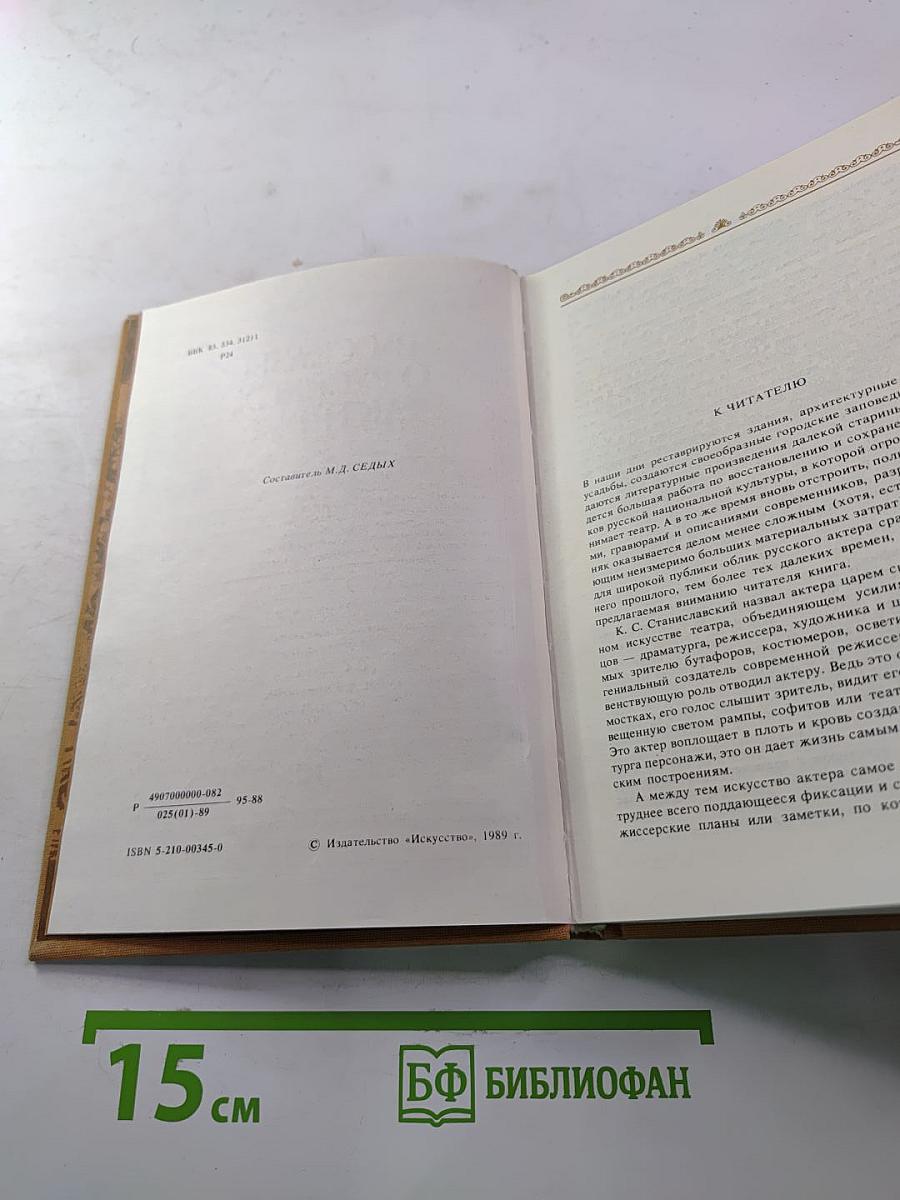 ББК 85.334.3(2)1
Р24
Составитель М.Д. СЕДЫХ
Р 4907000000-082 95-88
025(01)-89
ISBN 5-210-00345-0
© Издательство «Искусство», 1989 г.
К ЧИТАТЕЛЮ
В наши дни реставрируются здания, архитектурные
усадьбы, создаются своеобразные городские заповед
даются литературные произведения далекой старины
дется большая работа по восстановлению и сохране
ков русской национальной культуры, в которой огро
нимает театр. А в то же время вновь отстроить, поль
ми, гравюрами и описаниями современников, разр
няк оказывается делом менее сложным (хотя, ест
ющим неизмеримо больших материальных затрат
для широкой публики облик русского актера сра
него прошлого, тем более тех далеких времен,
предлагаемая вниманию читателя книга.
К. С. Станиславский назвал актера царем сц
ном искусстве театра, объединяющем усилия
цов — драматурга, режиссера, художника и ц
мых зрителю бутафоров, костюмеров, освети
гениальный создатель современной режиссе
венствующую роль отводил актеру. Ведь это
мостках, его голос слышит зритель, видит ег
вещенную светом рампы, софитов или теат
Это актер воплощает в плоть и кровь созда
турга персонажи, это он дает жизнь самым
ским построениям.
А между тем искусство актера самое
труднее всего поддающееся фиксации и с
жиссерские планы или заметки, по кот
15 см
БФ БИБЛИОФАН